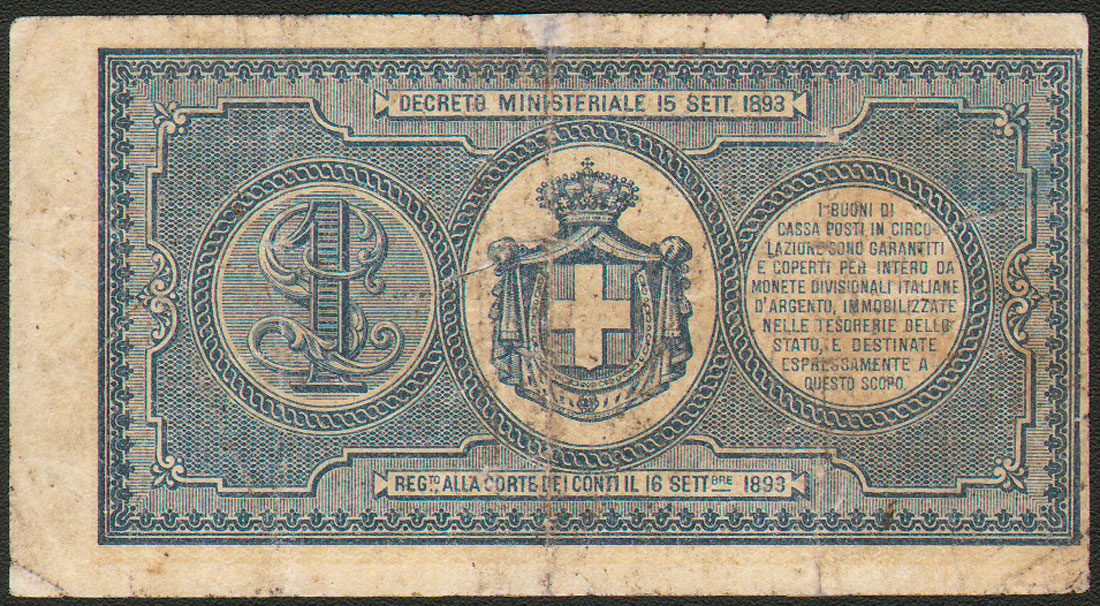 DECRETO MINISTERIALE 15 SETT. 1893
1
I BUONI DI
CASSA POSTI IN CIRCO-
LAZIONE SONO GARANTITI
E COPERTI PER INTERO DA
MONETE DIVISIONALI ITALIANE
D'ARGENTO, IMMOBILIZZATE
NELLE TESORERIE DELLO
STATO, E DESTINATE
ESPRESSAMENTE A
QUESTO SCOPO
REG.TO ALLA CORTE DEI CONTI IL 16 SETTBRE 1893